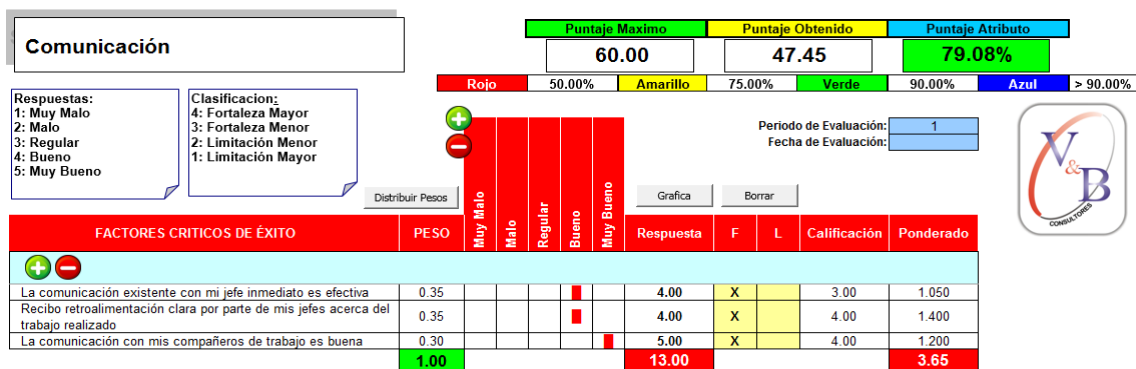 Comunicación
Puntaje Maximo Puntaje Obtenido Puntaje Atributo
60.00 47.45 79.08%
Rojo 50.00% Amarillo 75.00% Verde 90.00% Azul > 90.00%
Respuestas:
1: Muy Malo
2: Malo
3: Regular
4: Bueno
5: Muy Bueno
Clasificacion:
4: Fortaleza Mayor
3: Fortaleza Menor
2: Limitación Menor
1: Limitación Mayor
Periodo de Evaluación: 1
Fecha de Evaluación:
V&B
CONSULTORES
Distribuir Pesos
Grafica
Borrar
FACTORES CRITICOS DE ÉXITO PESO Muy Malo Malo Regular Bueno Muy Bueno Respuesta F L Calificación Ponderado
La comunicación existente con mi jefe inmediato es efectiva 0.35 4.00 X 3.00 1.050
Recibo retroalimentación clara por parte de mis jefes acerca del
trabajo realizado 0.35 4.00 X 4.00 1.400
La comunicación con mis compañeros de trabajo es buena 0.30 5.00 X 4.00 1.200
1.00 13.00 3.65